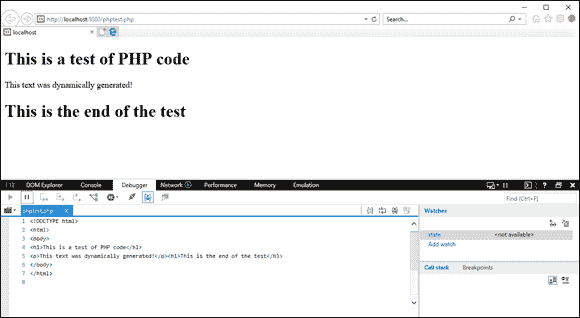 http://localhost:8080/phptest.php
Search...
localhost
This is a test of PHP code
This text was dynamically generated!
This is the end of the test
F12 DOM Explorer Console Debugger Network Performance Memory Emulation
Find (Ctrl+F)
phptest.php
Watches
1 <!DOCTYPE html>
2 <html>
3 <body>
4 <h1>This is a test of PHP code</h1>
5 <p>This text was dynamically generated!</p><h1>This is the end of the test</h1>
6 </body>
7 </html>
8
state <not available>
Add watch
Call stack Breakpoints